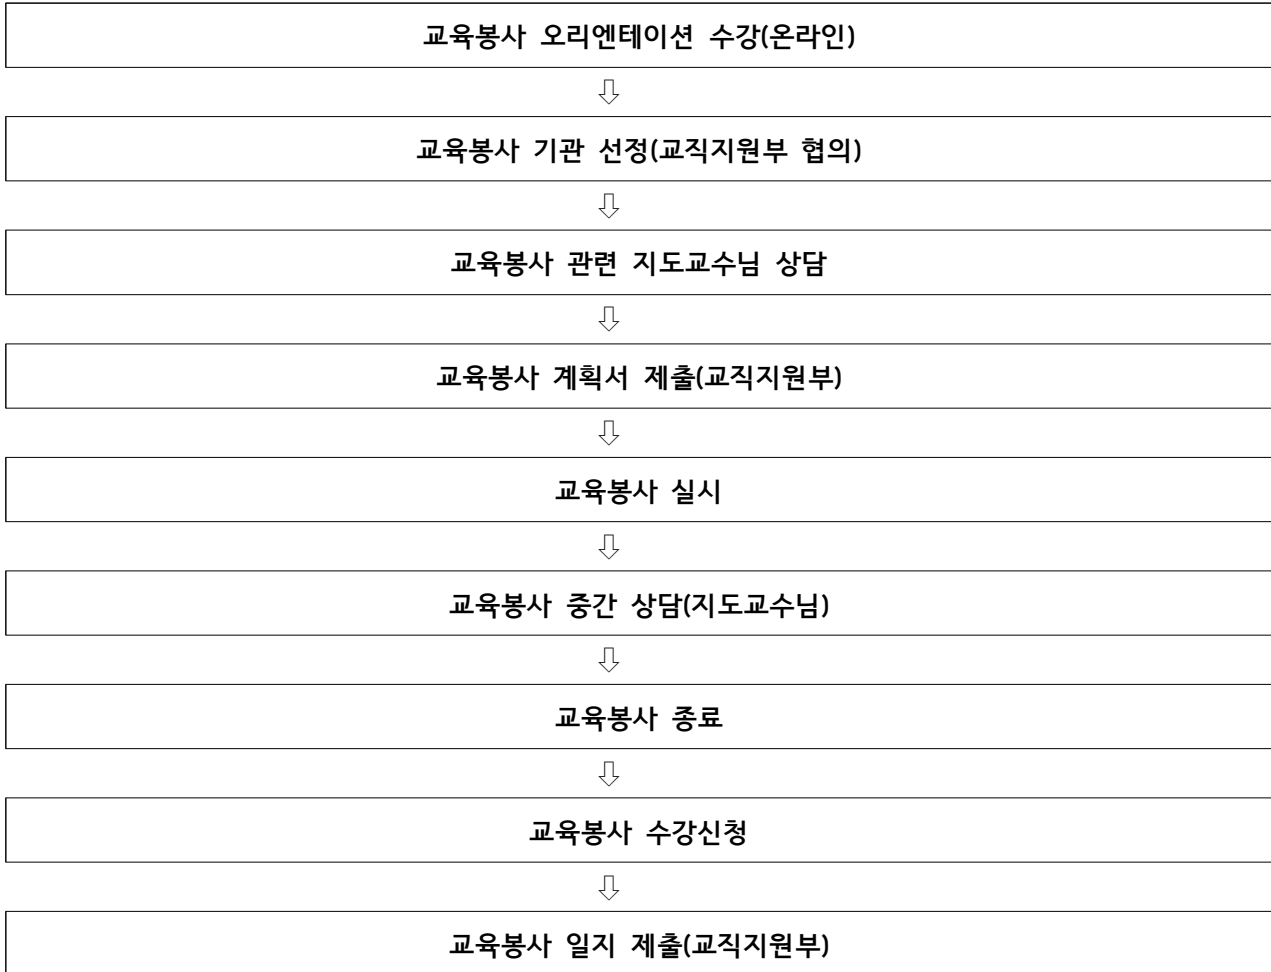 교육봉사 오리엔테이션 수강(온라인)
⇩
교육봉사 기관 선정(교직지원부 협의)
⇩
교육봉사 관련 지도교수님 상담
⇩
교육봉사 계획서 제출(교직지원부)
⇩
교육봉사 실시
⇩
교육봉사 중간 상담(지도교수님)
⇩
교육봉사 종료
⇩
교육봉사 수강신청
⇩
교육봉사 일지 제출(교직지원부)